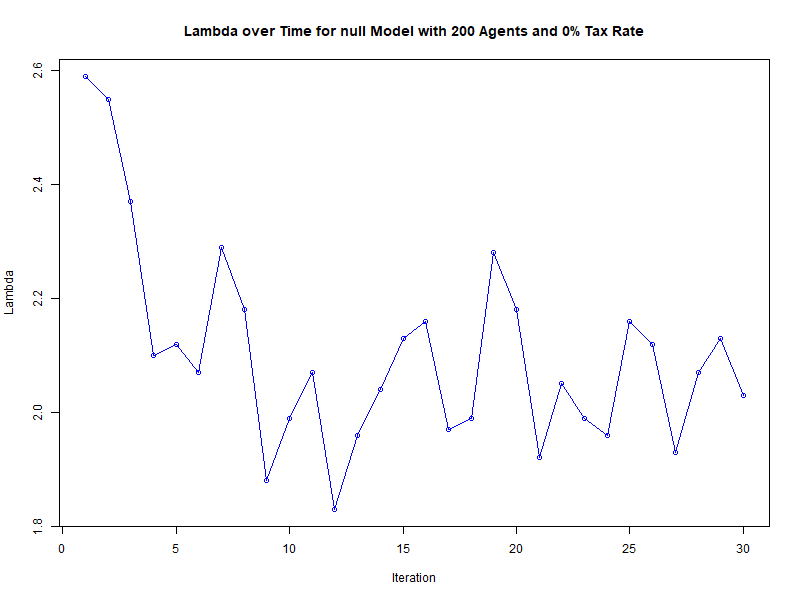 Lambda over Time for null Model with 200 Agents and 0% Tax Rate
2.6
2.4
2.2
2.0
1.8
Lambda
0 5 10 15 20 25 30
Iteration